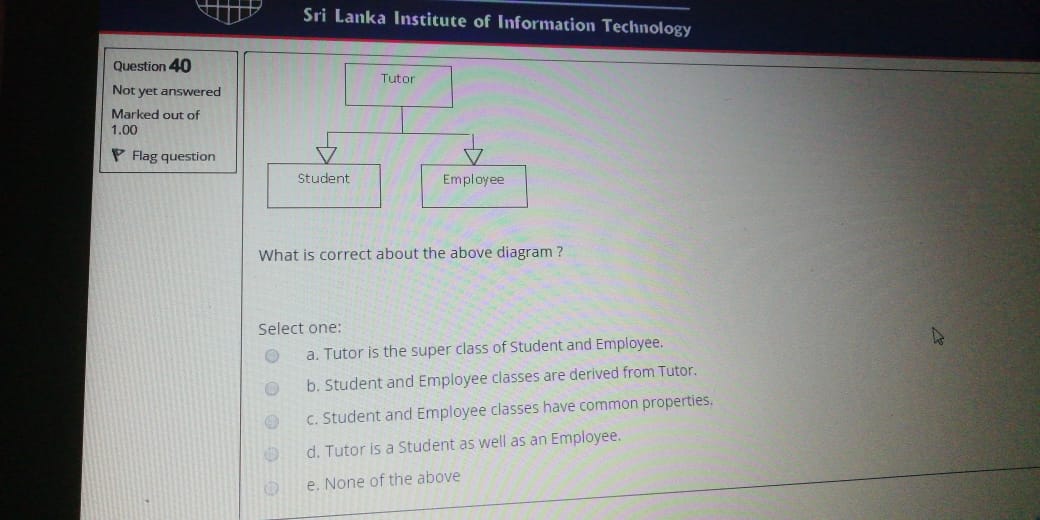 Sri Lanka Institute of Information Technology
Question 40
Not yet answered
Marked out of
1.00
Flag question
Tutor
Student
Employee
What is correct about the above diagram ?
Select one:
a. Tutor is the super class of Student and Employee.
b. Student and Employee classes are derived from Tutor.
c. Student and Employee classes have common properties.
d. Tutor is a Student as well as an Employee.
e. None of the above